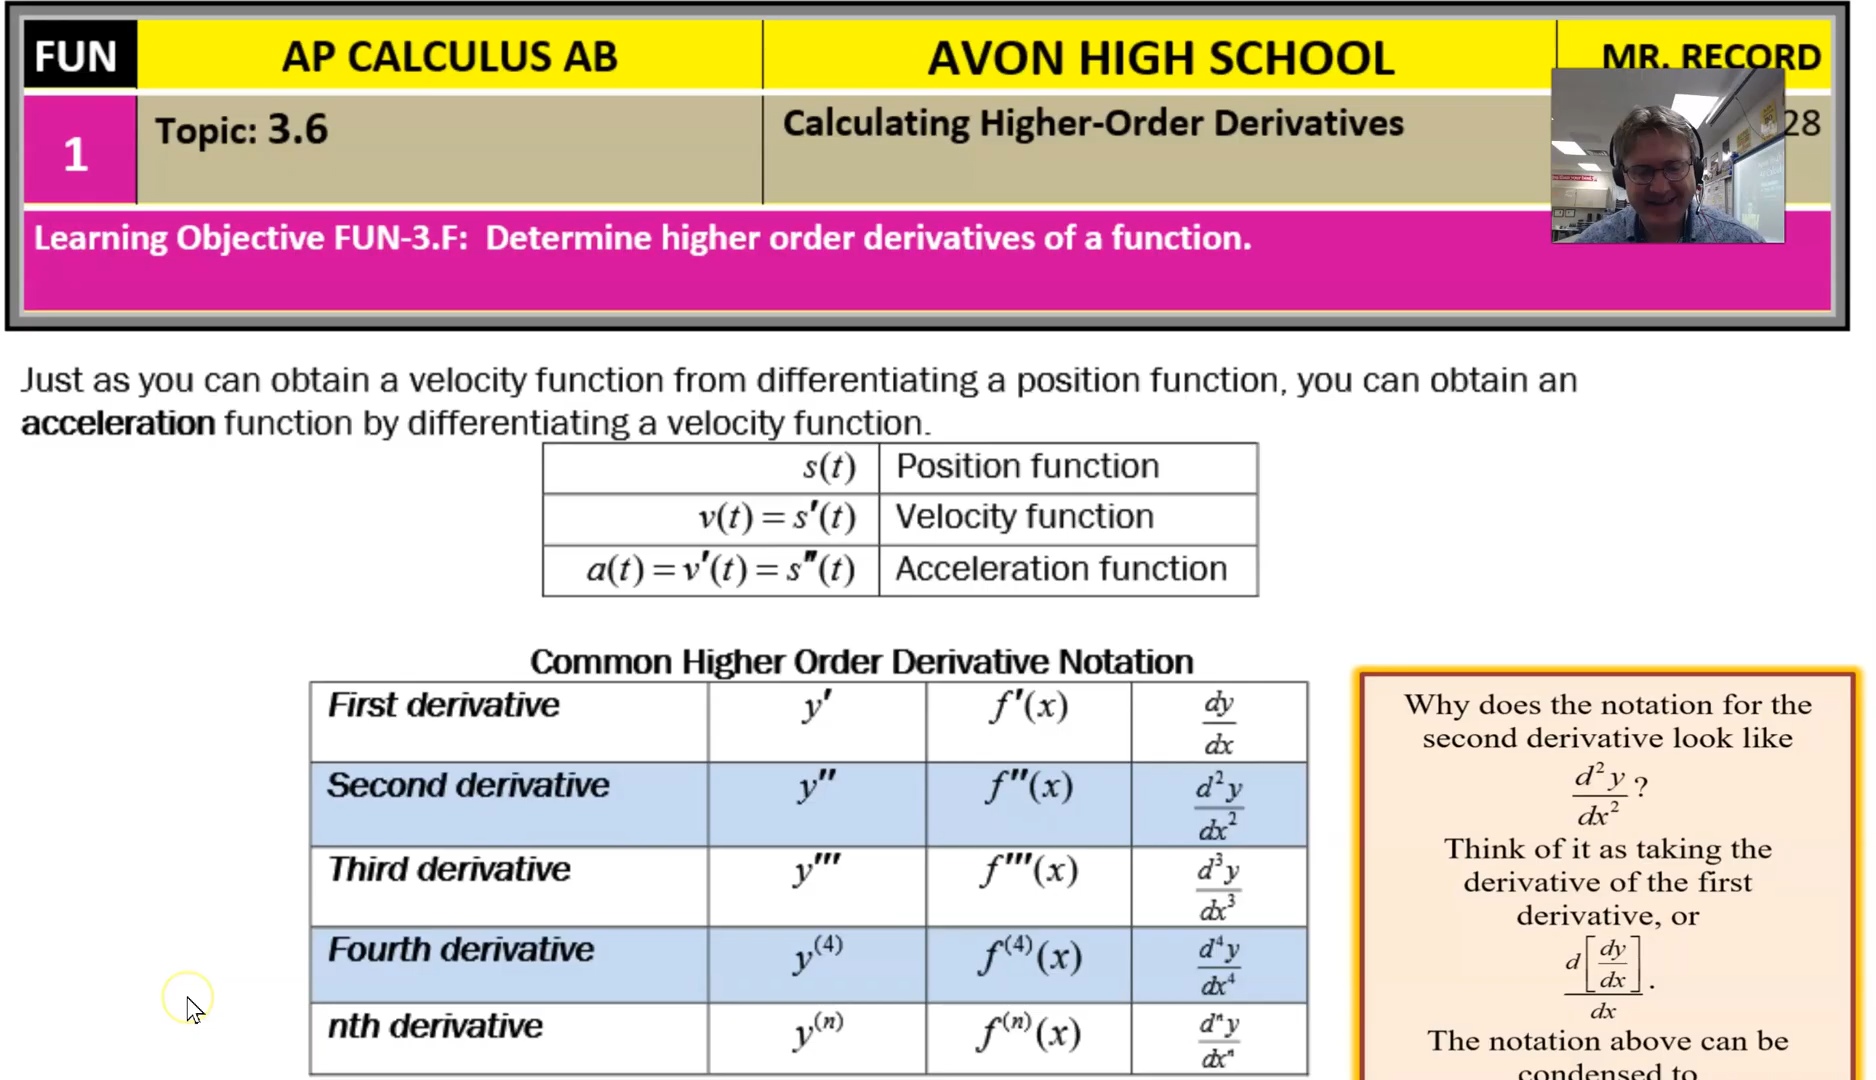 FUN AP CALCULUS AB AVON HIGH SCHOOL MR. RECORD
1 Topic: 3.6 Calculating Higher-Order Derivatives 28
Learning Objective FUN-3.F: Determine higher order derivatives of a function.
Just as you can obtain a velocity function from differentiating a position function, you can obtain an
acceleration function by differentiating a velocity function.
s(t) Position function
v(t) = s′(t) Velocity function
a(t) = v′(t) = s″(t) Acceleration function
Common Higher Order Derivative Notation
First derivative y′ f′(x) dy/dx
Second derivative y″ f″(x) d²y/dx²
Third derivative y‴ f‴(x) d³y/dx³
Fourth derivative y⁽⁴⁾ f⁽⁴⁾(x) d⁴y/dx⁴
nth derivative y⁽ⁿ⁾ f⁽ⁿ⁾(x) dⁿy/dxⁿ
Why does the notation for the
second derivative look like
d²y/dx² ?
Think of it as taking the
derivative of the first
derivative, or
d[dy/dx]/dx .
The notation above can be
condensed to